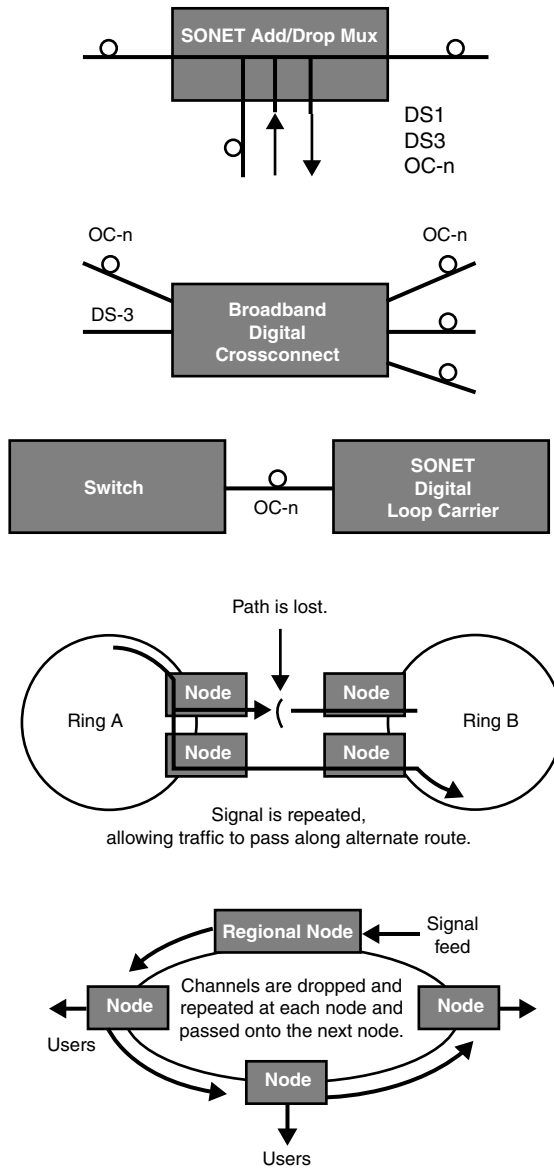 SONET Add/Drop Mux
DS1
DS3
OC-n
OC-n
OC-n
DS-3
Broadband
Digital
Crossconnect
Switch
OC-n
SONET
Digital
Loop Carrier
Path is lost.
Node
Node
Ring A
Ring B
Node
Node
Signal is repeated,
allowing traffic to pass along alternate route.
Regional Node
Signal
feed
Channels are dropped and
repeated at each node and
passed onto the next node.
Node
Node
Users
Node
Users